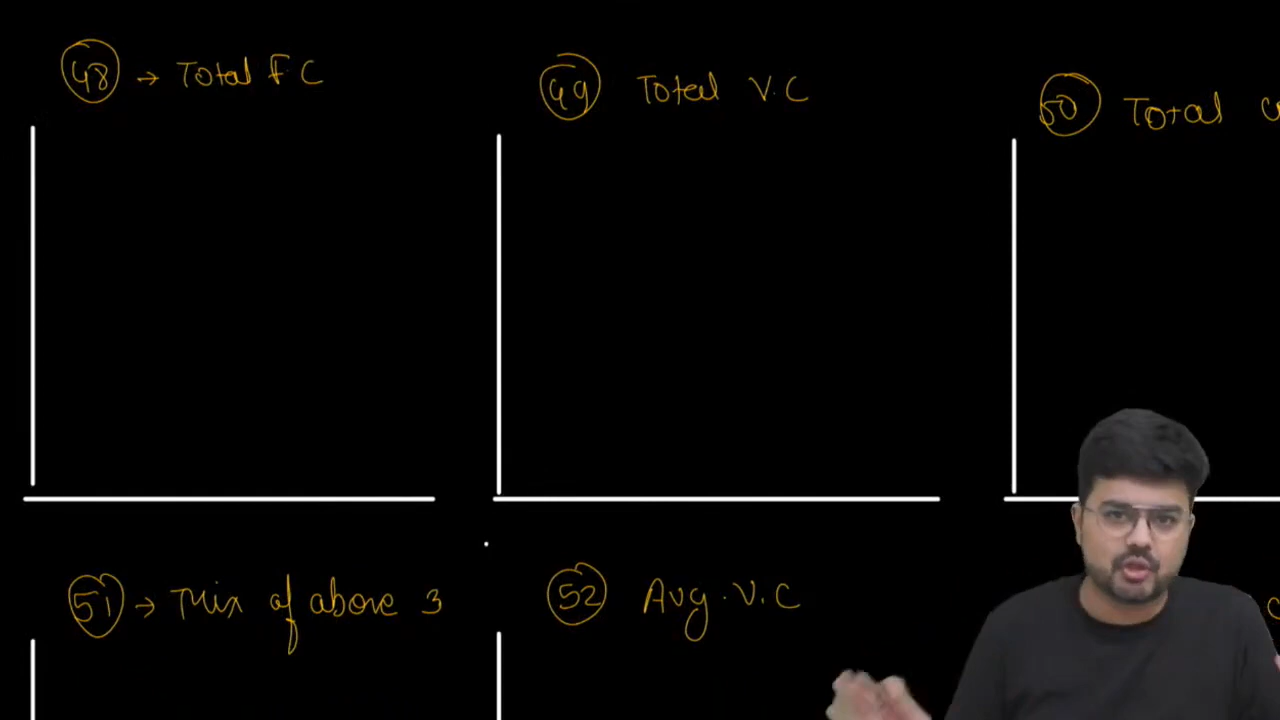 48 → Total F.C
49 Total V.C
50 Total
51 → Mix of above 3
52 Avg. V.C